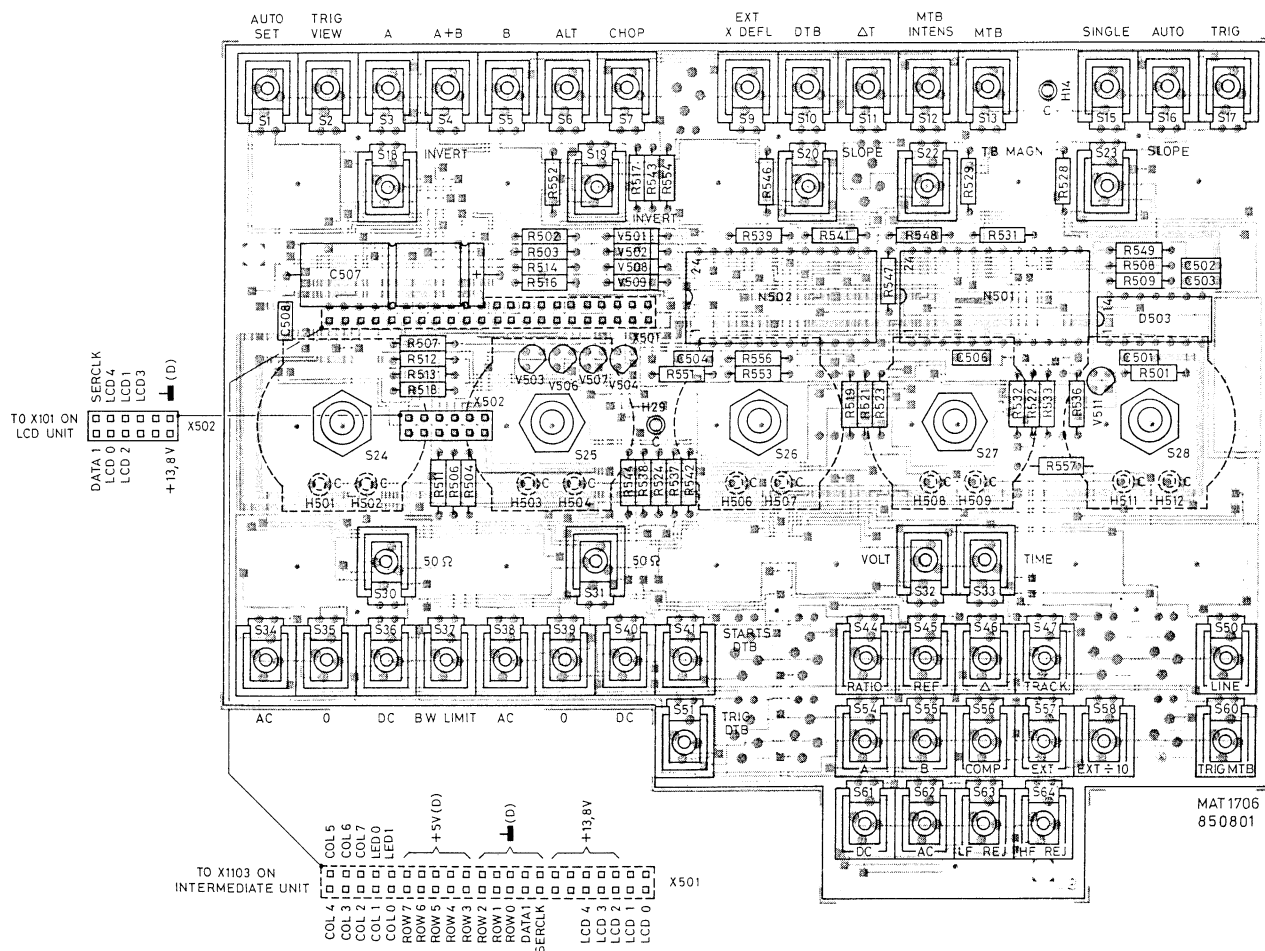 AUTO SET
TRIG VIEW
A
A+B
B
ALT
CHOP
EXT X DEFL
DTB
△T
MTB INTENS
MTB
SINGLE
AUTO
TRIG
S1 S2 S3 S4 S5 S6 S7 S9 S10 S11 S12 S13 C H14 S15 S16 S17
S18 INVERT R552 S19 R517 R543 R554 R546 S20 SLOPE S22 TB MAGN R529 R528 S23 SLOPE
INVERT
R502 V501 R539 R541 R548 R531 R549
R503 V502 R508 C502
R514 V508 R509 C503
R516 V509
C507 + 24 N502 1 R547 24 N501 14 D503
C508 X501
R507
R512 V503 V506 V507 V504 C504 R556 C506 C501
R513 R551 R553 R501
R518
X502 H29 C R519 R521 R523 R532 R522 R533 R536 V511
S24 S25 S26 S27 S28
R557
R511 R506 R504 R544 R538 R524 R537 R542
C C C C C C C C C C
H501 H502 H503 H504 H506 H507 H508 H509 H511 H512
SERCLK
LCD 4
LCD 1
LCD 3
(D)
TO X101 ON
LCD UNIT
X502
DATA 1
LCD 0
LCD 2
+13,8V
50 Ω 50 Ω VOLT TIME
S30 S31 S32 S33
S34 S35 S36 S37 S38 S39 S40 S41 STARTS DTB S44 S45 S46 S47 S50
RATIO REF △ TRACK LINE
AC 0 DC BW LIMIT AC 0 DC S51 TRIG DTB S54 S55 S56 S57 S58 S60
A B COMP EXT EXT ÷ 10 TRIG MTB
S61 S62 S63 S64
DC AC LF REJ HF REJ
MAT 1706
850801
COL 5
COL 6
COL 7
LED 0
LED 1
+5V (D)
(D)
+13,8V
TO X1103 ON
INTERMEDIATE UNIT
X501
COL 4
COL 3
COL 2
COL 1
COL 0
ROW 7
ROW 6
ROW 5
ROW 4
ROW 3
ROW 2
ROW 1
ROW 0
DATA 1
SERCLK
LCD 4
LCD 3
LCD 2
LCD 1
LCD 0